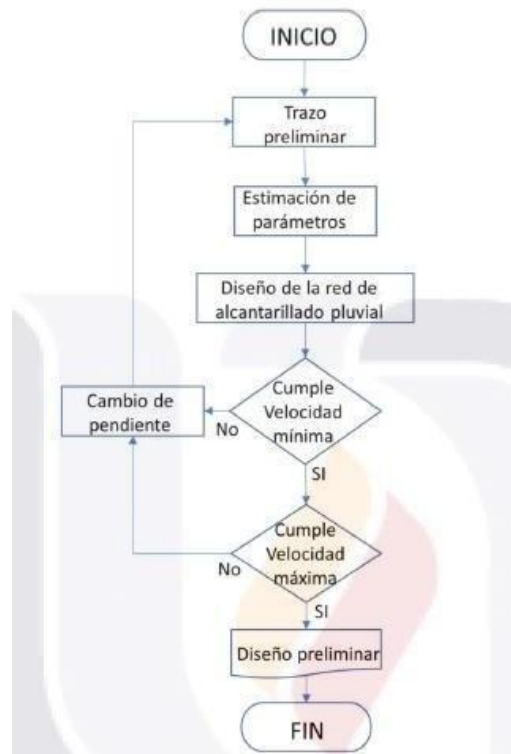 INICIO
Trazo
preliminar
Estimación de
parámetros
Diseño de la red de
alcantarillado pluvial
Cumple
Velocidad
mínima
Cambio de
pendiente
No
SI
Cumple
Velocidad
máxima
No
SI
Diseño preliminar
FIN